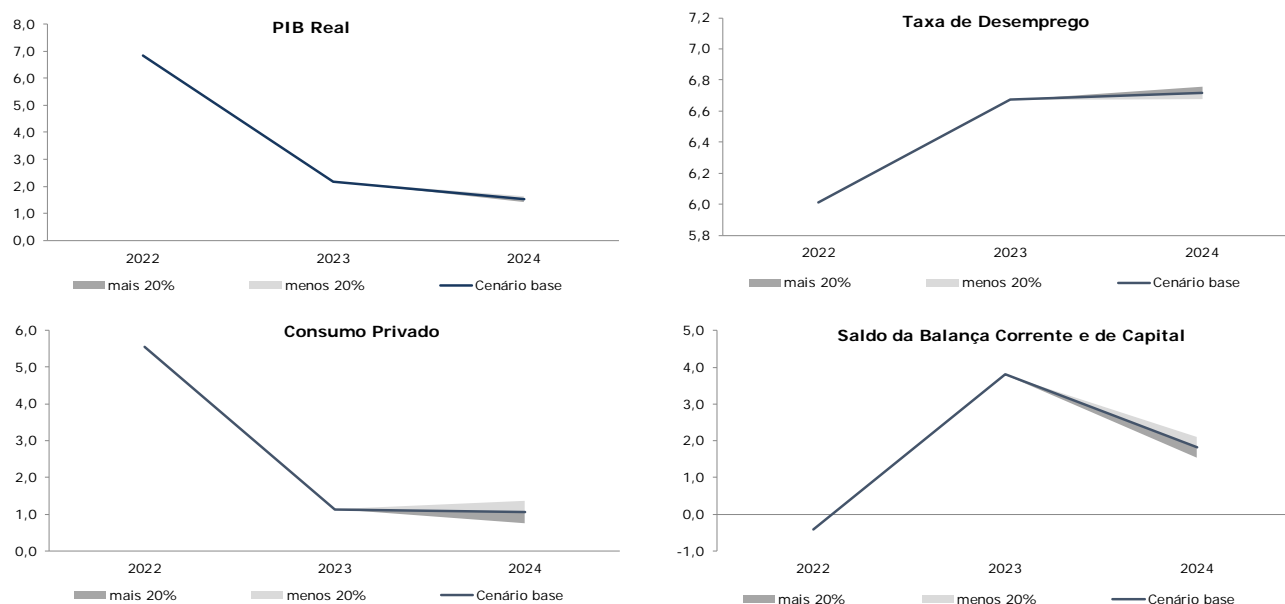 PIB Real
8,0
7,0
6,0
5,0
4,0
3,0
2,0
1,0
0,0
2022 2023 2024
mais 20% menos 20% Cenário base
Taxa de Desemprego
7,2
7,0
6,8
6,6
6,4
6,2
6,0
5,8
2022 2023 2024
mais 20% menos 20% Cenário base
Consumo Privado
6,0
5,0
4,0
3,0
2,0
1,0
0,0
2022 2023 2024
mais 20% menos 20% Cenário base
Saldo da Balança Corrente e de Capital
5,0
4,0
3,0
2,0
1,0
0,0
-1,0
2022 2023 2024
mais 20% menos 20% Cenário base